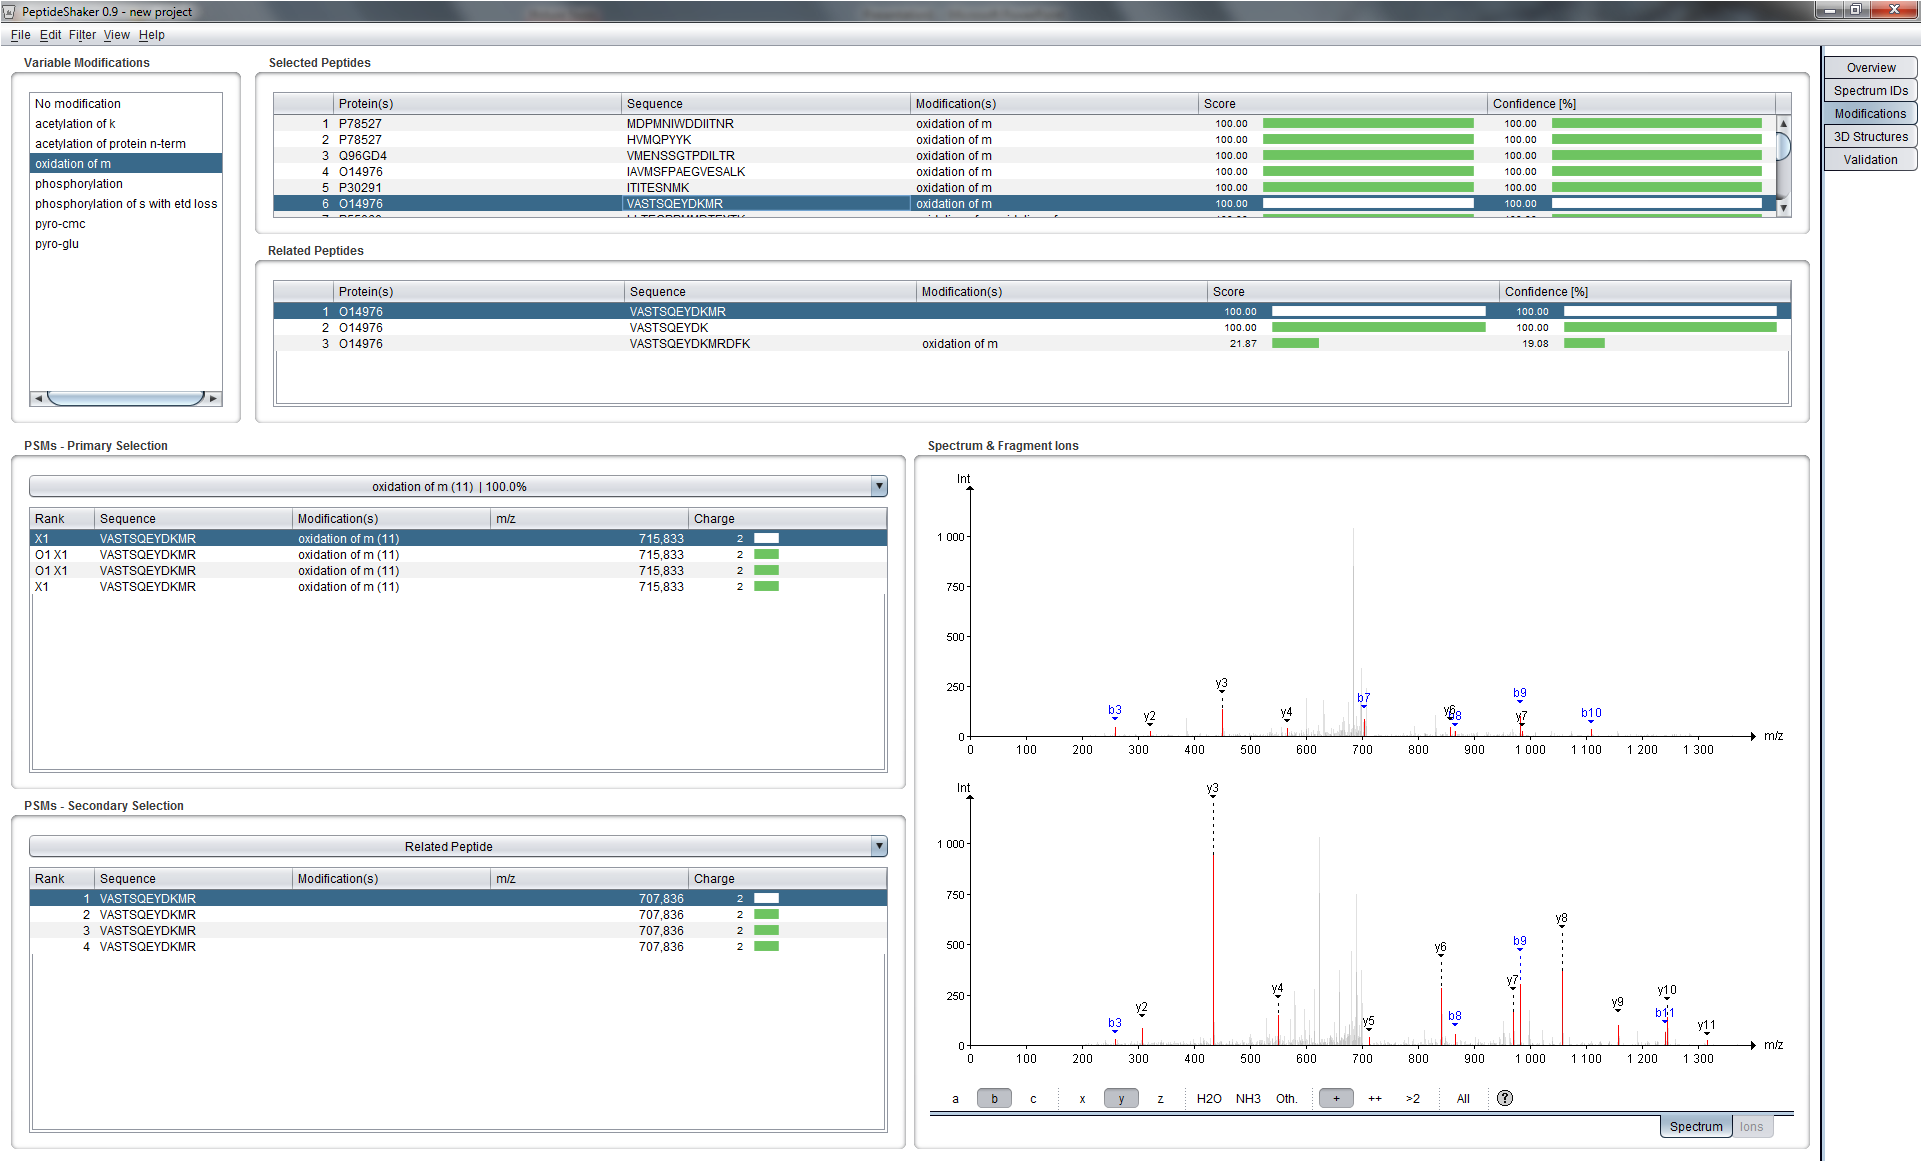 PeptideShaker 0.9 - new project
File Edit Filter View Help
Variable Modifications
No modification
acetylation of k
acetylation of protein n-term
oxidation of m
phosphorylation
phosphorylation of s with etd loss
pyro-cmc
pyro-glu
Selected Peptides
Protein(s) Sequence Modification(s) Score Confidence [%]
1 P78527 MDPMNIWDDIITNR oxidation of m 100.00 100.00
2 P78527 HVMQPYYK oxidation of m 100.00 100.00
3 Q96GD4 VMENSSGTPDILTR oxidation of m 100.00 100.00
4 O14976 IAVMSFPAEGVESALK oxidation of m 100.00 100.00
5 P30291 ITITESNMK oxidation of m 100.00 100.00
6 O14976 VASTSQEYDKMR oxidation of m 100.00 100.00
Overview
Spectrum IDs
Modifications
3D Structures
Validation
Related Peptides
Protein(s) Sequence Modification(s) Score Confidence [%]
1 O14976 VASTSQEYDKMR 100.00 100.00
2 O14976 VASTSQEYDK 100.00 100.00
3 O14976 VASTSQEYDKMRDFK oxidation of m 21.87 19.08
PSMs - Primary Selection
oxidation of m (11) | 100.0%
Rank Sequence Modification(s) m/z Charge
X1 VASTSQEYDKMR oxidation of m (11) 715,833 2
O1 X1 VASTSQEYDKMR oxidation of m (11) 715,833 2
O1 X1 VASTSQEYDKMR oxidation of m (11) 715,833 2
X1 VASTSQEYDKMR oxidation of m (11) 715,833 2
PSMs - Secondary Selection
Related Peptide
Rank Sequence Modification(s) m/z Charge
1 VASTSQEYDKMR 707,836 2
2 VASTSQEYDKMR 707,836 2
3 VASTSQEYDKMR 707,836 2
4 VASTSQEYDKMR 707,836 2
Spectrum & Fragment Ions
Int
1 000
750
500
250
0
b3 y2 y3 y4 b7 y6 b8 b9 y7 b10
0 100 200 300 400 500 600 700 800 900 1 000 1 100 1 200 1 300 m/z
Int
1 000
750
500
250
0
b3 y2 y3 y4 y5 y6 b8 y7 b9 y8 y9 b11 y10 y11
0 100 200 300 400 500 600 700 800 900 1 000 1 100 1 200 1 300 m/z
a b c x y z H2O NH3 Oth. + ++ >2 All ?
Spectrum Ions